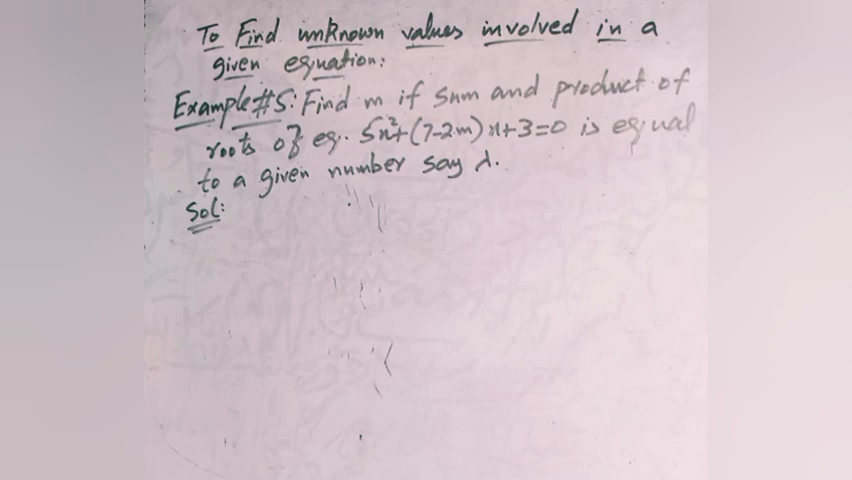 To Find unknown values involved in a
given equation:
Example#5: Find m if sum and product of
roots of eq. 5x²+(7-2m)x+3=0 is equal
to a given number say λ.
Sol: